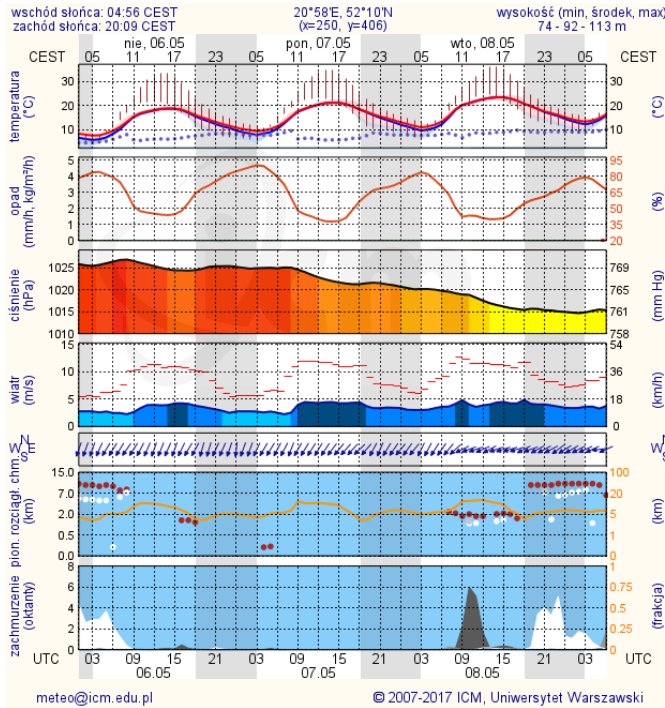 wschód słońca: 04:56 CEST 20°58'E, 52°10'N wysokość (min, środek, max)
zachód słońca: 20:09 CEST (x=250, y=406) 74 - 92 - 113 m
nie, 06.05 pon, 07.05 wto, 08.05
CEST 05 11 17 23 05 11 17 23 05 11 17 23 05 CEST
temperatura
(°C)
30
20
10
30
20
10
(°C)
opad
(mm/h, kg/m²/h)
5
4
3
2
1
0
95
80
65
50
35
20
(%)
ciśnienie
(hPa)
1025
1020
1015
1010
769
765
761
758
(mm Hg)
wiatr
(m/s)
15
10
5
0
54
36
18
0
(km/h)
N
W E
S
N
W
S
pion. rozciągł. chm
(km)
15.0
7.0
2.0
0.5
0.0
100
20
5
1
0
(km)
zachmurzenie
(oktanty)
8
6
4
2
0
1
0.75
0.5
0.25
0
(frakcja)
UTC 03 09 15 21 03 09 15 21 03 09 15 21 03 UTC
06.05 07.05 08.05
meteo@icm.edu.pl © 2007-2017 ICM, Uniwersytet Warszawski